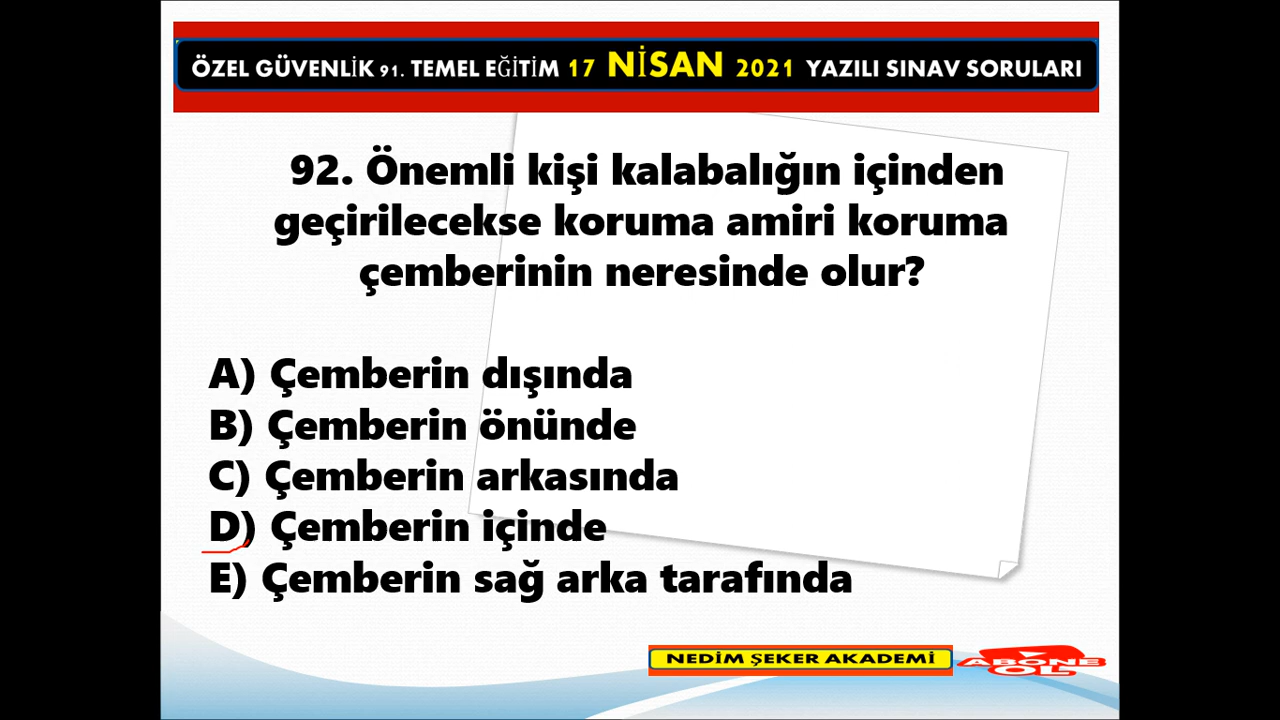 ÖZEL GÜVENLİK 91. TEMEL EĞİTİM 17 NİSAN 2021 YAZILI SINAV SORULARI
92. Önemli kişi kalabalığın içinden
geçirilecekse koruma amiri koruma
çemberinin neresinde olur?
A) Çemberin dışında
B) Çemberin önünde
C) Çemberin arkasında
D) Çemberin içinde
E) Çemberin sağ arka tarafında
NEDİM ŞEKER AKADEMİ
ABONE
OL